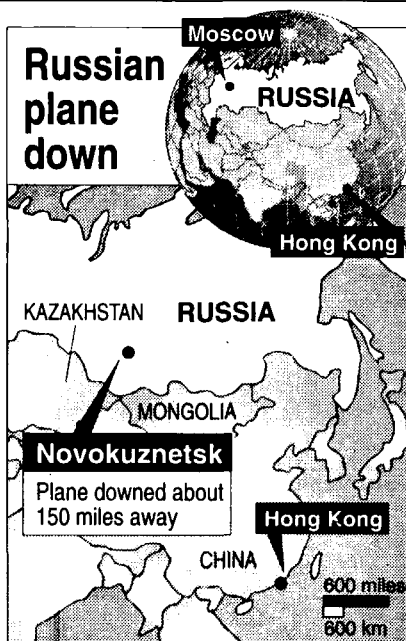 Russian
plane
down
Moscow
RUSSIA
Hong Kong
KAZAKHSTAN
RUSSIA
MONGOLIA
Novokuznetsk
Plane downed about
150 miles away
Hong Kong
CHINA
600 miles
600 km